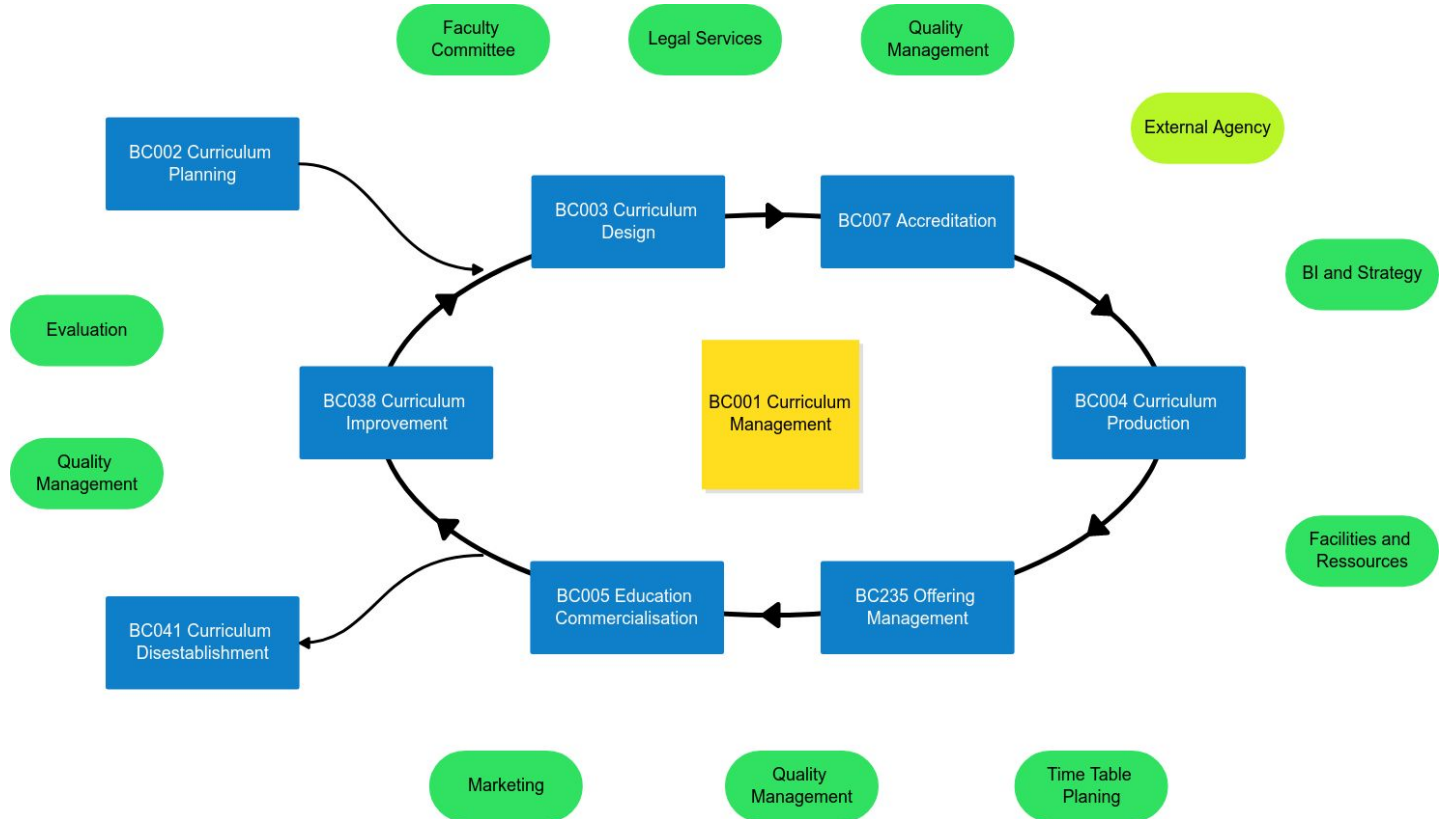 Faculty
Committee
Legal Services
Quality
Management
External Agency
BC002 Curriculum
Planning
BC003 Curriculum
Design
BC007 Accreditation
BI and Strategy
Evaluation
BC038 Curriculum
Improvement
BC001 Curriculum
Management
BC004 Curriculum
Production
Quality
Management
Facilities and
Ressources
BC005 Education
Commercialisation
BC235 Offering
Management
BC041 Curriculum
Disestablishment
Marketing
Quality
Management
Time Table
Planing